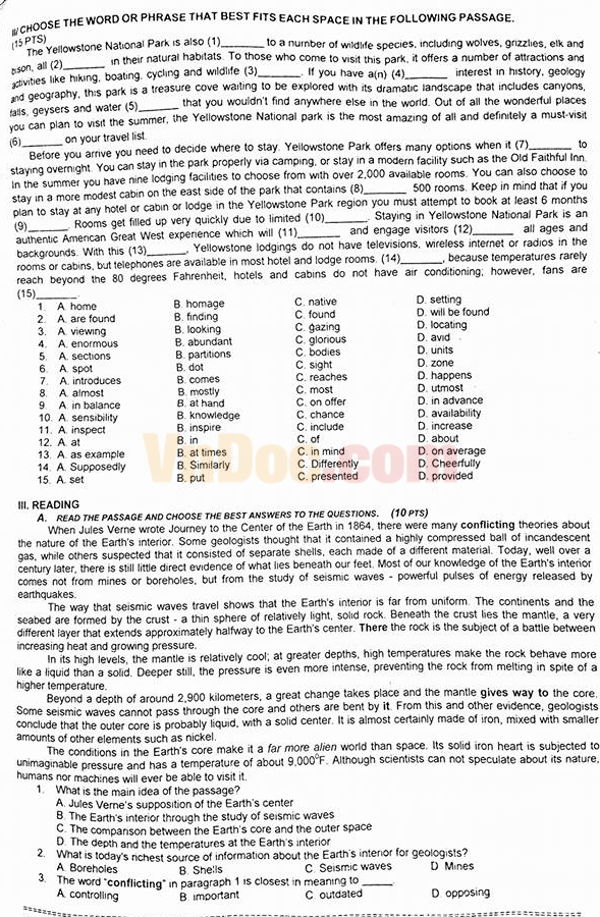 II/ CHOOSE THE WORD OR PHRASE THAT BEST FITS EACH SPACE IN THE FOLLOWING PASSAGE.
(15 PTS)
The Yellowstone National Park is also (1)________ to a number of wildlife species, including wolves, grizzlies, elk and
bison, all (2)________ in their natural habitats. To those who come to visit this park, it offers a number of attractions and
activities like hiking, boating, cycling and wildlife (3)________. If you have a(n) (4)________ interest in history, geology
and geography, this park is a treasure cove waiting to be explored with its dramatic landscape that includes canyons,
falls, geysers and water (5)________ that you wouldn't find anywhere else in the world. Out of all the wonderful places
you can plan to visit the summer, the Yellowstone National park is the most amazing of all and definitely a must-visit
(6)________ on your travel list.
Before you arrive you need to decide where to stay. Yellowstone Park offers many options when it (7)________ to
staying overnight. You can stay in the park properly via camping, or stay in a modern facility such as the Old Faithful Inn.
In the summer you have nine lodging facilities to choose from with over 2,000 available rooms. You can also choose to
stay in a more modest cabin on the east side of the park that contains (8)________ 500 rooms. Keep in mind that if you
plan to stay at any hotel or cabin or lodge in the Yellowstone Park region you must attempt to book at least 6 months
(9)________. Rooms get filled up very quickly due to limited (10)________. Staying in Yellowstone National Park is an
authentic American Great West experience which will (11)________ and engage visitors (12)________ all ages and
backgrounds. With this (13)________, Yellowstone lodgings do not have televisions, wireless internet or radios in the
rooms or cabins, but telephones are available in most hotel and lodge rooms. (14)________, because temperatures rarely
reach beyond the 80 degrees Fahrenheit, hotels and cabins do not have air conditioning; however, fans are
(15)________.
1. A. home B. homage C. native D. setting
2. A. are found B. finding C. found D. will be found
3. A. viewing B. looking C. gazing D. locating
4. A. enormous B. abundant C. glorious D. avid
5. A. sections B. partitions C. bodies D. units
6. A. spot B. dot C. sight D. zone
7. A. introduces B. comes C. reaches D. happens
8. A. almost B. mostly C. most D. utmost
9. A. in balance B. at hand C. on offer D. in advance
10. A. sensibility B. knowledge C. chance D. availability
11. A. inspect B. inspire C. include D. increase
12. A. at B. in C. of D. about
13. A. as example B. at times C. in mind D. on average
14. A. Supposedly B. Similarly C. Differently D. Cheerfully
15. A. set B. put C. presented D. provided
VnDoc.com
III. READING
A. READ THE PASSAGE AND CHOOSE THE BEST ANSWERS TO THE QUESTIONS. (10 PTS)
When Jules Verne wrote Journey to the Center of the Earth in 1864, there were many conflicting theories about
the nature of the Earth's interior. Some geologists thought that it contained a highly compressed ball of incandescent
gas, while others suspected that it consisted of separate shells, each made of a different material. Today, well over a
century later, there is still little direct evidence of what lies beneath our feet. Most of our knowledge of the Earth's interior
comes not from mines or boreholes, but from the study of seismic waves - powerful pulses of energy released by
earthquakes.
The way that seismic waves travel shows that the Earth's interior is far from uniform. The continents and the
seabed are formed by the crust - a thin sphere of relatively light, solid rock. Beneath the crust lies the mantle, a very
different layer that extends approximately halfway to the Earth's center. There the rock is the subject of a battle between
increasing heat and growing pressure.
In its high levels, the mantle is relatively cool; at greater depths, high temperatures make the rock behave more
like a liquid than a solid. Deeper still, the pressure is even more intense, preventing the rock from melting in spite of a
higher temperature.
Beyond a depth of around 2,900 kilometers, a great change takes place and the mantle gives way to the core.
Some seismic waves cannot pass through the core and others are bent by it. From this and other evidence, geologists
conclude that the outer core is probably liquid, with a solid center. It is almost certainly made of iron, mixed with smaller
amounts of other elements such as nickel.
The conditions in the Earth's core make it a far more alien world than space. Its solid iron heart is subjected to
unimaginable pressure and has a temperature of about 9,000°F. Although scientists can not speculate about its nature,
humans nor machines will ever be able to visit it.
1. What is the main idea of the passage?
A. Jules Verne's supposition of the Earth's center
B. The Earth's interior through the study of seismic waves
C. The comparison between the Earth's core and the outer space
D. The depth and the temperatures at the Earth's interior
2. What is today's richest source of information about the Earth's interior for geologists?
A. Boreholes B. Shells C. Seismic waves D. Mines
3. The word "conflicting" in paragraph 1 is closest in meaning to _____.
A. controlling B. important C. outdated D. opposing